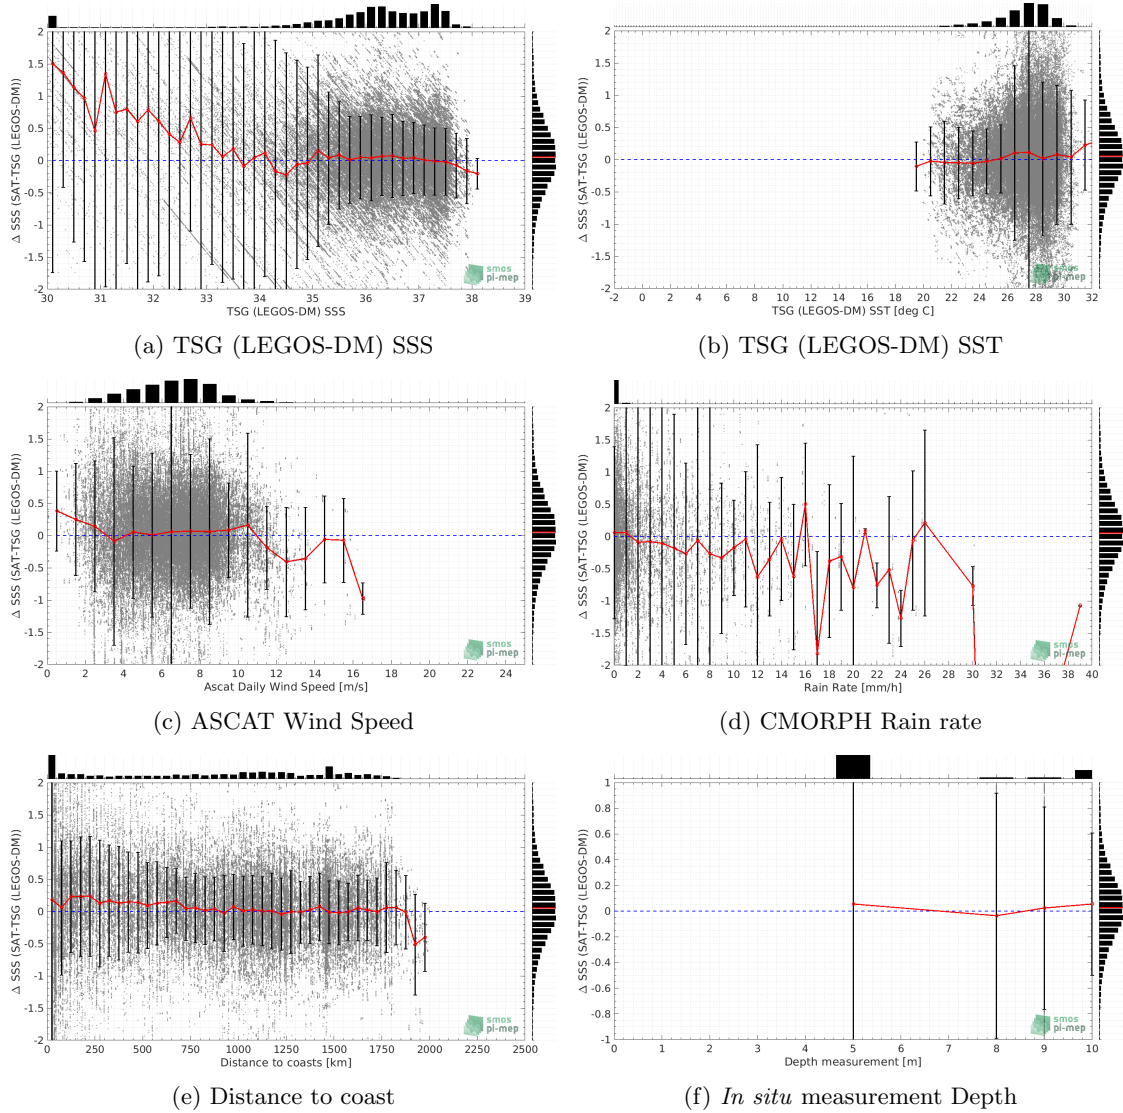 Δ SSS (SAT-TSG (LEGOS-DM))
2
1.5
1
0.5
0
-0.5
-1
-1.5
-2
30 31 32 33 34 35 36 37 38 39
TSG (LEGOS-DM) SSS
smos
pi-mep
(a) TSG (LEGOS-DM) SSS
Δ SSS (SAT-TSG (LEGOS-DM))
2
1.5
1
0.5
0
-0.5
-1
-1.5
-2
-2 0 2 4 6 8 10 12 14 16 18 20 22 24 26 28 30 32
TSG (LEGOS-DM) SST [deg C]
smos
pi-mep
(b) TSG (LEGOS-DM) SST
Δ SSS (SAT-TSG (LEGOS-DM))
2
1.5
1
0.5
0
-0.5
-1
-1.5
-2
0 2 4 6 8 10 12 14 16 18 20 22 24
Ascat Daily Wind Speed [m/s]
smos
pi-mep
(c) ASCAT Wind Speed
Δ SSS (SAT-TSG (LEGOS-DM))
2
1.5
1
0.5
0
-0.5
-1
-1.5
-2
0 2 4 6 8 10 12 14 16 18 20 22 24 26 28 30 32 34 36 38 40
Rain Rate [mm/h]
smos
pi-mep
(d) CMORPH Rain rate
Δ SSS (SAT-TSG (LEGOS-DM))
2
1.5
1
0.5
0
-0.5
-1
-1.5
-2
0 250 500 750 1000 1250 1500 1750 2000 2250 2500
Distance to coasts [km]
smos
pi-mep
(e) Distance to coast
Δ SSS (SAT-TSG (LEGOS-DM))
1
0.8
0.6
0.4
0.2
0
-0.2
-0.4
-0.6
-0.8
-1
0 1 2 3 4 5 6 7 8 9 10
Depth measurement [m]
smos
pi-mep
(f) In situ measurement Depth